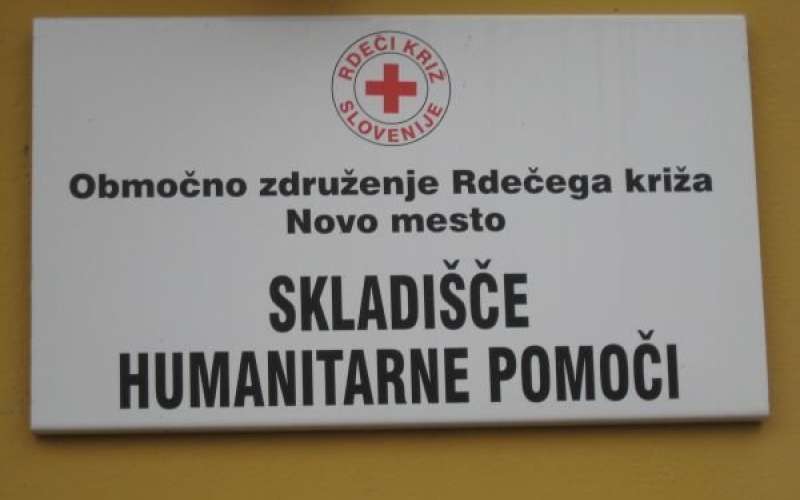 RDEČI KRIŽ
SLOVENIJE
Območno združenje Rdečega križa
Novo mesto
SKLADIŠČE
HUMANITARNE POMOČI